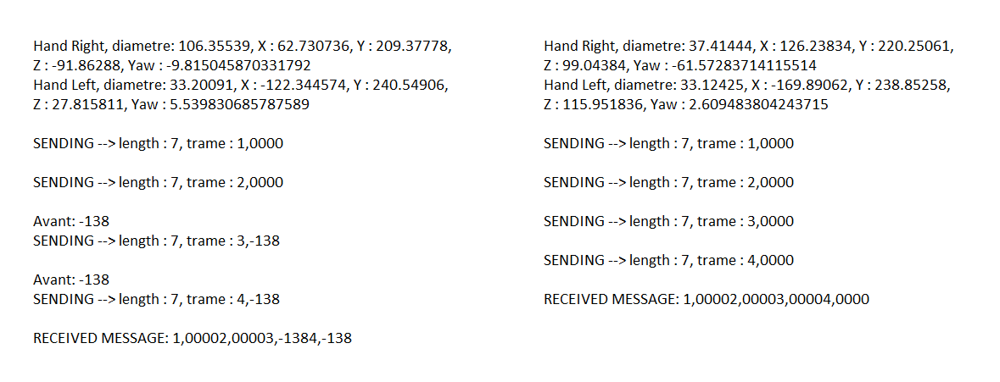 Hand Right, diametre: 106.35539, X : 62.730736, Y : 209.37778,
Z : -91.86288, Yaw : -9.815045870331792
Hand Left, diametre: 33.20091, X : -122.344574, Y : 240.54906,
Z : 27.815811, Yaw : 5.539830685787589
SENDING --> length : 7, trame : 1,0000
SENDING --> length : 7, trame : 2,0000
Avant: -138
SENDING --> length : 7, trame : 3,-138
Avant: -138
SENDING --> length : 7, trame : 4,-138
RECEIVED MESSAGE: 1,00002,00003,-1384,-138
Hand Right, diametre: 37.41444, X : 126.23834, Y : 220.25061,
Z : 99.04384, Yaw : -61.57283714115514
Hand Left, diametre: 33.12425, X : -169.89062, Y : 238.85258,
Z : 115.951836, Yaw : 2.609483804243715
SENDING --> length : 7, trame : 1,0000
SENDING --> length : 7, trame : 2,0000
SENDING --> length : 7, trame : 3,0000
SENDING --> length : 7, trame : 4,0000
RECEIVED MESSAGE: 1,00002,00003,00004,0000